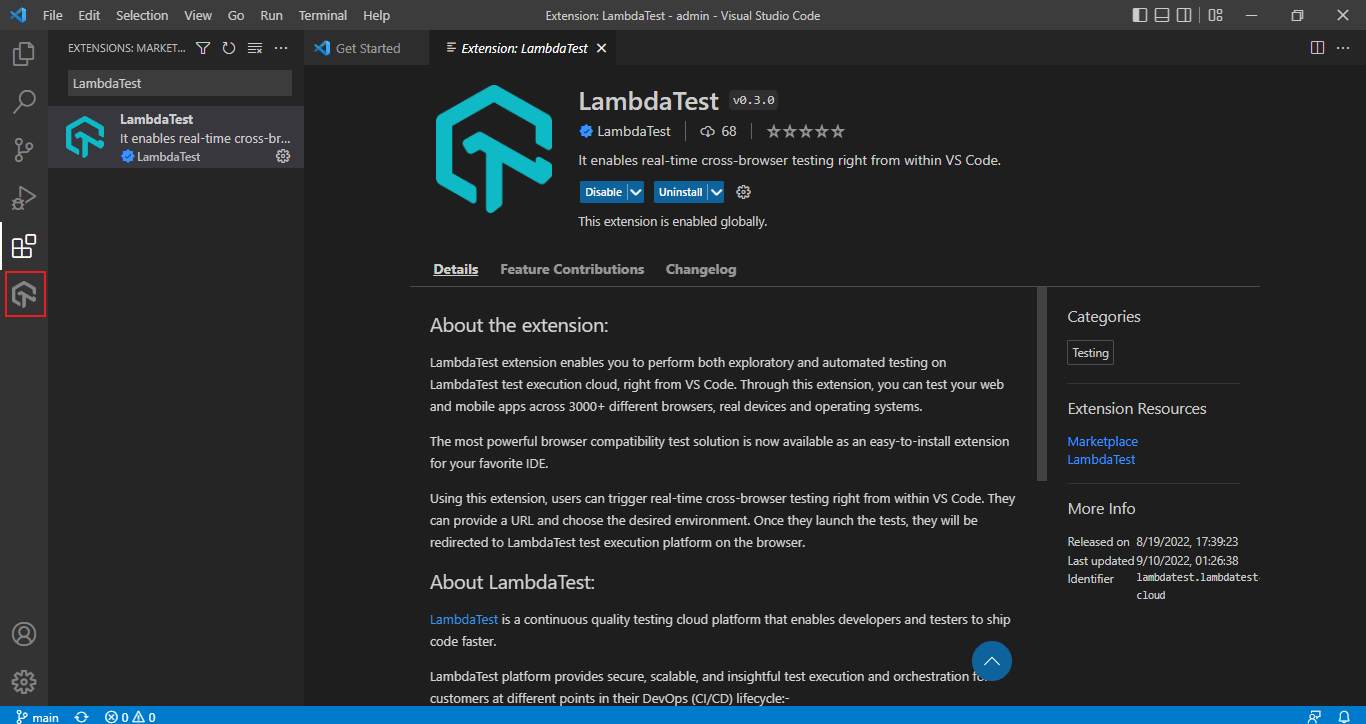 File Edit Selection View Go Run Terminal Help
Extension: LambdaTest - admin - Visual Studio Code
EXTENSIONS: MARKET...
LambdaTest
LambdaTest
It enables real-time cross-br...
LambdaTest
Get Started
Extension: LambdaTest
LambdaTest v0.3.0
LambdaTest 68
It enables real-time cross-browser testing right from within VS Code.
Disable Uninstall
This extension is enabled globally.
Details Feature Contributions Changelog
About the extension:
LambdaTest extension enables you to perform both exploratory and automated testing on
LambdaTest test execution cloud, right from VS Code. Through this extension, you can test your web
and mobile apps across 3000+ different browsers, real devices and operating systems.
The most powerful browser compatibility test solution is now available as an easy-to-install extension
for your favorite IDE.
Using this extension, users can trigger real-time cross-browser testing right from within VS Code. They
can provide a URL and choose the desired environment. Once they launch the tests, they will be
redirected to LambdaTest test execution platform on the browser.
About LambdaTest:
LambdaTest is a continuous quality testing cloud platform that enables developers and testers to ship
code faster.
LambdaTest platform provides secure, scalable, and insightful test execution and orchestration
customers at different points in their DevOps (CI/CD) lifecycle:-
Categories
Testing
Extension Resources
Marketplace
LambdaTest
More Info
Released on 8/19/2022, 17:39:23
Last updated 9/10/2022, 01:26:38
Identifier lambdatest.lambdatest-
cloud
main 0 0